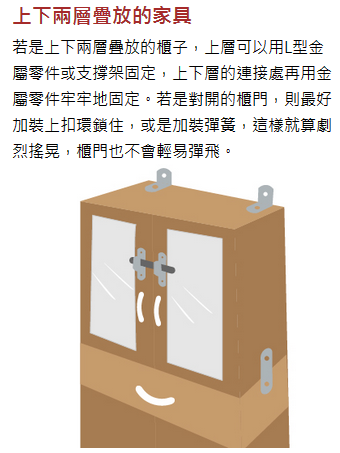 上下兩層疊放的家具
若是上下兩層疊放的櫃子，上層可以用L型金
屬零件或支撐架固定，上下層的連接處再用金
屬零件牢牢地固定。若是對開的櫃門，則最好
加裝上扣環鎖住，或是加裝彈簧，這樣就算劇
烈搖晃，櫃門也不會輕易彈飛。